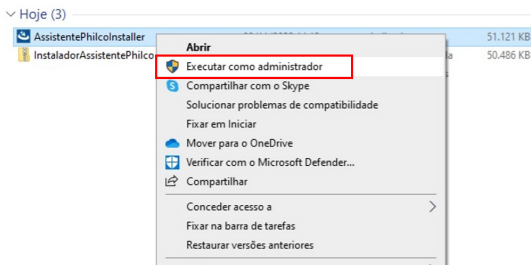 Hoje (3)
AssistentePhilcoInstaller
51.121 KB
InstaladorAssistentePhilco
50.486 KB
Abrir
Executar como administrador
Compartilhar com o Skype
Solucionar problemas de compatibilidade
Fixar em Iniciar
Mover para o OneDrive
Verificar com o Microsoft Defender...
Compartilhar
Conceder acesso a
Fixar na barra de tarefas
Restaurar versões anteriores